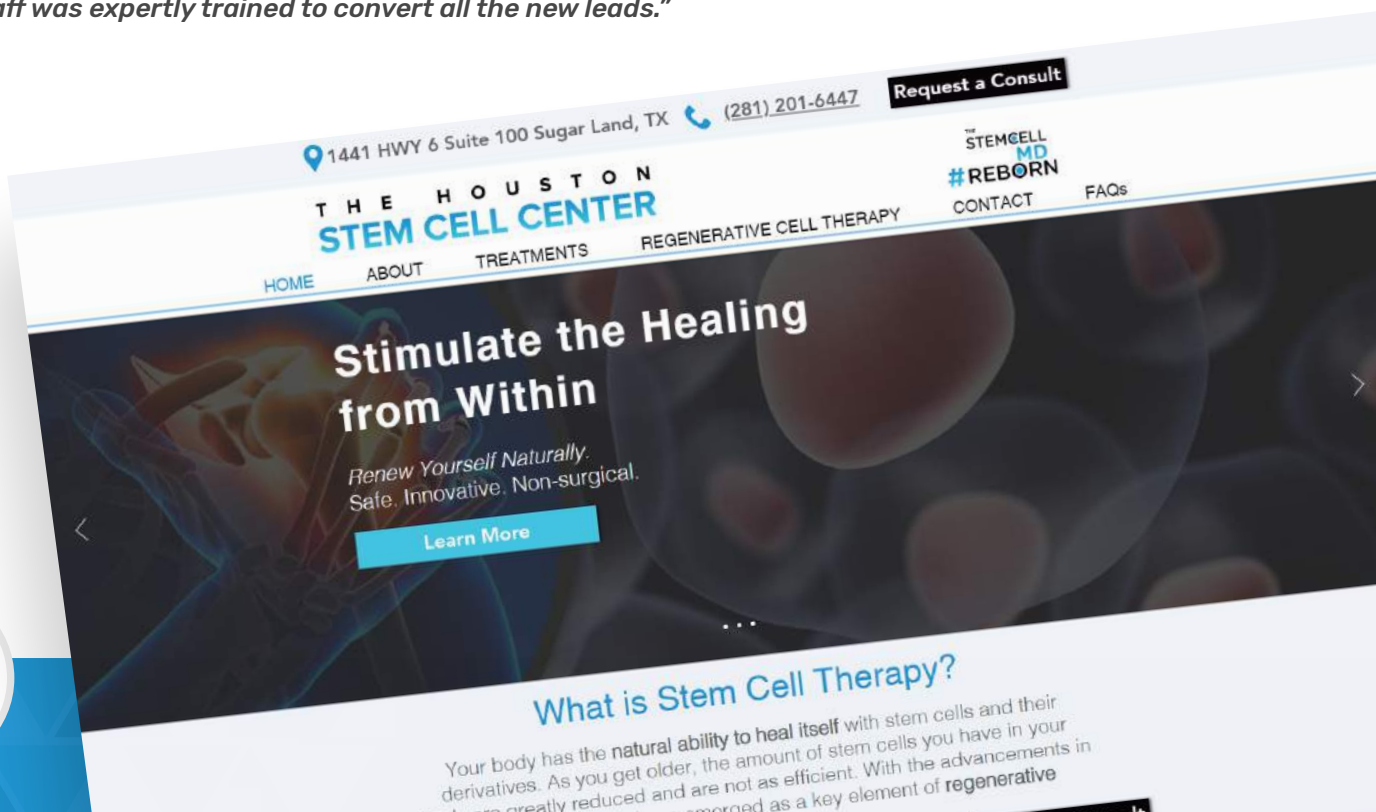 aff was expertly trained to convert all the new leads.”
1441 HWY 6 Suite 100 Sugar Land, TX (281) 201-6447 Request a Consult
THE HOUSTON
STEM CELL CENTER
THE
STEMCELL
MD
#REBORN
HOME ABOUT TREATMENTS REGENERATIVE CELL THERAPY CONTACT FAQs
Stimulate the Healing
from Within
Renew Yourself Naturally.
Safe. Innovative. Non-surgical.
Learn More
What is Stem Cell Therapy?
Your body has the natural ability to heal itself with stem cells and their
derivatives. As you get older, the amount of stem cells you have in your
greatly reduced and are not as efficient. With the advancements in
emerged as a key element of regenerative